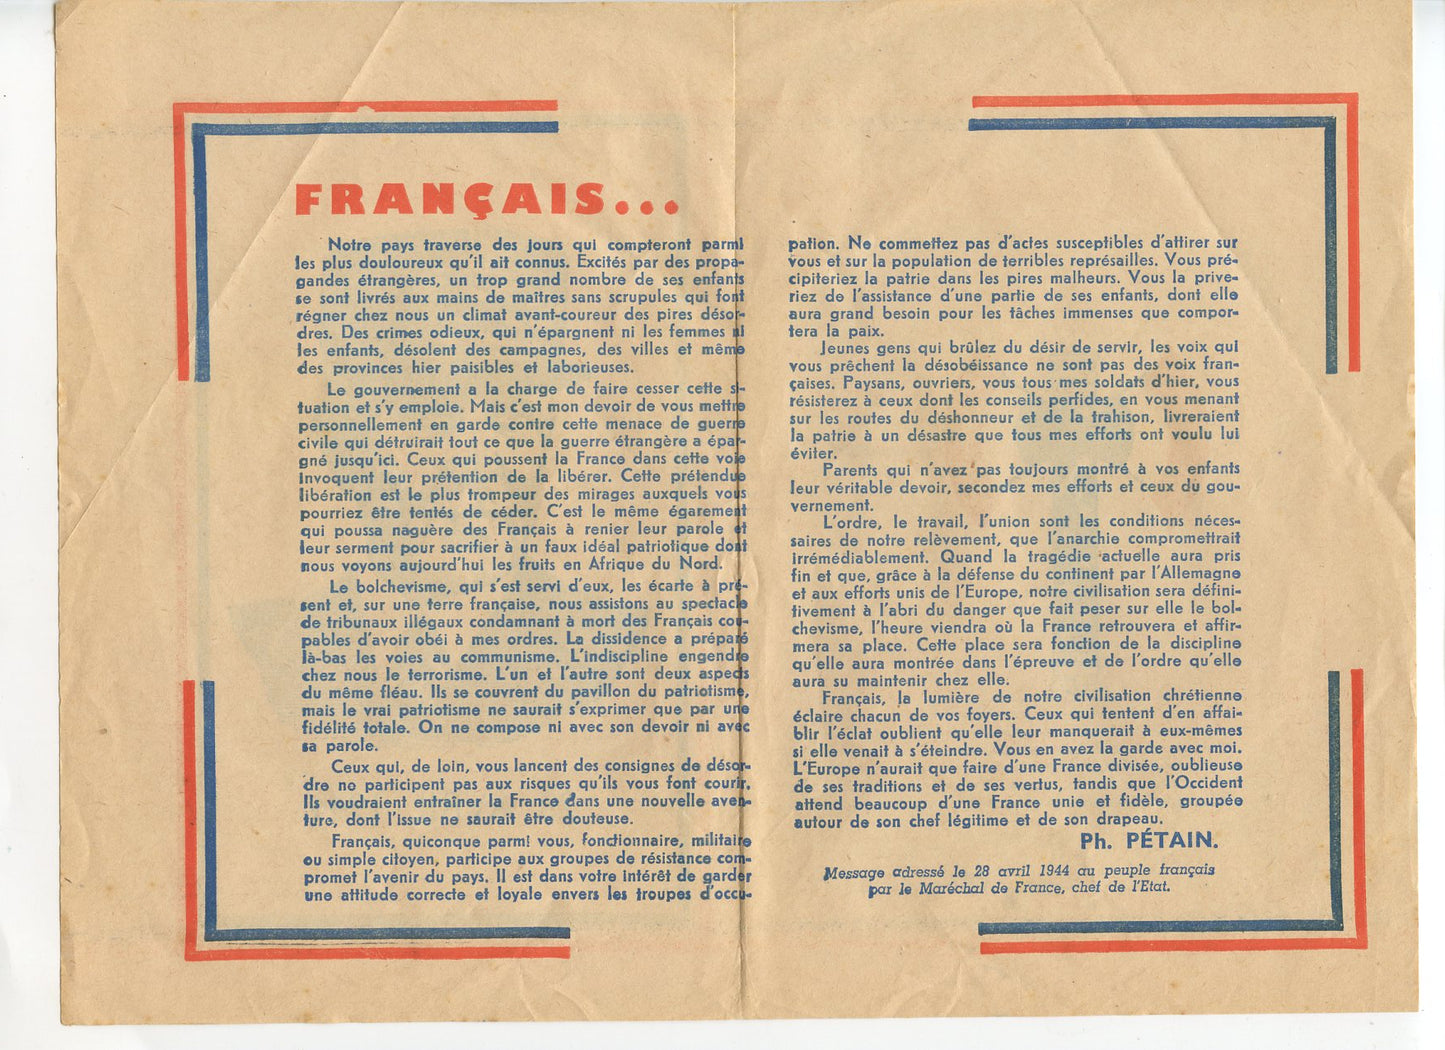 FRANÇAIS...
Notre pays traverse des jours qui compteront parmi
les plus douloureux qu'il ait connus. Excités par des propa-
gandes étrangères, un trop grand nombre de ses enfants
se sont livrés aux mains de maîtres sans scrupules qui font
régner chez nous un climat avant-coureur des pires désor-
dres. Des crimes odieux, qui n'épargnent ni les femmes ni
les enfants, désolent des campagnes, des villes et même
des provinces hier paisibles et laborieuses.
Le gouvernement a la charge de faire cesser cette si-
tuation et s'y emploie. Mais c'est mon devoir de vous mettre
personnellement en garde contre cette menace de guerre
civile qui détruirait tout ce que la guerre étrangère a épar-
gné jusqu'ici. Ceux qui poussent la France dans cette voie
invoquent leur prétention de la libérer. Cette prétendue
libération est le plus trompeur des mirages auxquels vous
pourriez être tentés de céder. C'est le même égarement
qui poussa naguère des Français à renier leur parole et
leur serment pour sacrifier à un faux idéal patriotique dont
nous voyons aujourd'hui les fruits en Afrique du Nord.
Le bolchevisme, qui s'est servi d'eux, les écarte à pré-
sent et, sur une terre française, nous assistons au spectacle
de tribunaux illégaux condamnant à mort des Français cou-
pables d'avoir obéi à mes ordres. La dissidence a préparé
là-bas les voies au communisme. L'indiscipline engendre
chez nous le terrorisme. L'un et l'autre sont deux aspects
du même fléau. Ils se couvrent du pavillon du patriotisme,
mais le vrai patriotisme ne saurait s'exprimer que par une
fidélité totale. On ne compose ni avec son devoir ni avec
sa parole.
Ceux qui, de loin, vous lancent des consignes de désor-
dre no participent pas aux risques qu'ils vous font courir.
Ils voudraient entraîner la France dans une nouvelle aven-
ture, dont l'issue ne saurait être douteuse.
Français, quiconque parmi vous, fonctionnaire, militaire
ou simple citoyen, participe aux groupes de résistance com-
promet l'avenir du pays. Il est dans votre intérêt de garder
une attitude correcte et loyale envers les troupes d'occu-
pation. Ne commettez pas d'actes susceptibles d'attirer sur
vous et sur la population de terribles représailles. Vous pré-
cipiteriez la patrie dans les pires malheurs. Vous la prive-
riez de l'assistance d'une partie de ses enfants, dont elle
aura grand besoin pour les tâches immenses que compor-
tera la paix.
Jeunes gens qui brûlez du désir de servir, les voix qui
vous prêchent la désobéissance ne sont pas des voix fran-
çaises. Paysans, ouvriers, vous tous mes soldats d'hier, vous
résisterez à ceux dont les conseils perfides, en vous menant
sur les routes du déshonneur et de la trahison, livreraient
la patrie à un désastre que tous mes efforts ont voulu lui
éviter.
Parents qui n'avez pas toujours montré à vos enfants
leur véritable devoir, secondez mes efforts et ceux du gou-
vernement.
L'ordre, le travail, l'union sont les conditions néces-
saires de notre relèvement, que l'anarchie compromettrait
irrémédiablement. Quand la tragédie actuelle aura pris
fin et que, grâce à la défense du continent par l'Allemagne
et aux efforts unis de l'Europe, notre civilisation sera défini-
tivement à l'abri du danger que fait peser sur elle le bol-
chevisme, l'heure viendra où la France retrouvera et affir-
mera sa place. Cette place sera fonction de la discipline
qu'elle aura montrée dans l'épreuve et de l'ordre qu'elle
aura su maintenir chez elle.
Français, la lumière de notre civilisation chrétienne
éclaire chacun de vos foyers. Ceux qui tentent d'en affai-
blir l'éclat oublient qu'elle leur manquerait à eux-mêmes
si elle venait à s'éteindre. Vous en avez la garde avec moi.
L'Europe n'aurait que faire d'une France divisée, oublieuse
de ses traditions et de ses vertus, tandis que l'Occident
attend beaucoup d'une France unie et fidèle, groupée
autour de son chef légitime et de son drapeau.
Ph. PÉTAIN.
Message adressé le 28 avril 1944 au peuple français
par le Maréchal de France, chef de l'Etat.